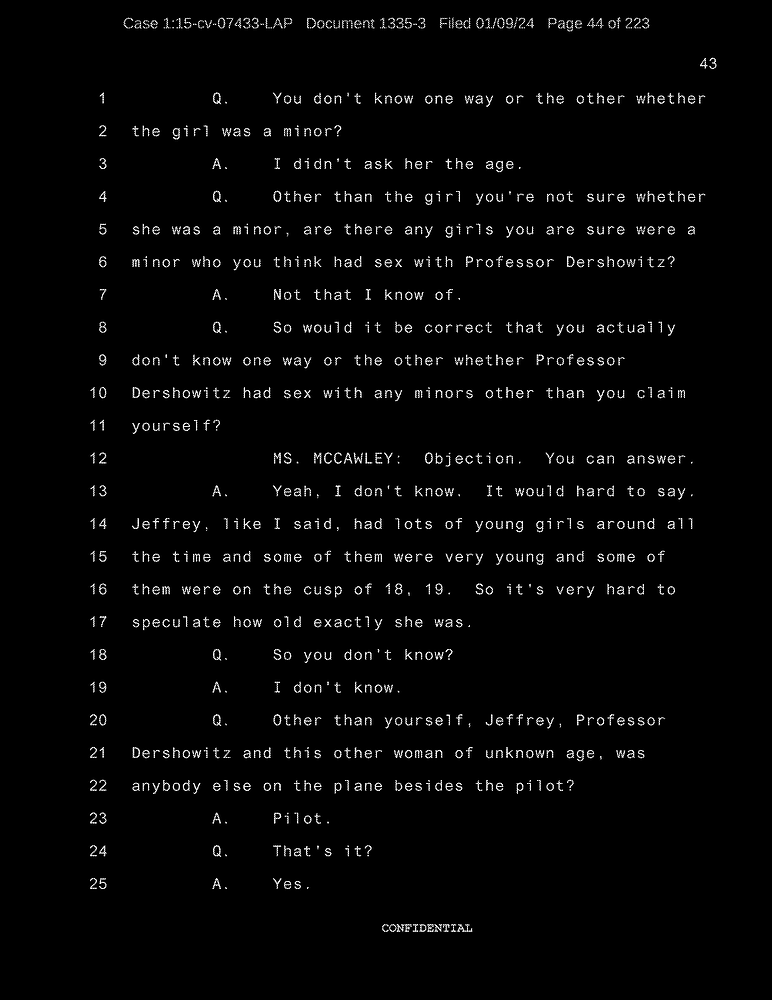 Case 1:15-cv-07433-LAP Document 1335-3 Filed 01/09/24 Page 44 of 223
43
1 Q. You don't know one way or the other whether
2 the girl was a minor?
3 A. I didn't ask her the age.
4 Q. Other than the girl you're not sure whether
5 she was a minor, are there any girls you are sure were a
6 minor who you think had sex with Professor Dershowitz?
7 A. Not that I know of.
8 Q. So would it be correct that you actually
9 don't know one way or the other whether Professor
10 Dershowitz had sex with any minors other than you claim
11 yourself?
12 MS. MCCAWLEY: Objection. You can answer.
13 A. Yeah, I don't know. It would hard to say.
14 Jeffrey, like I said, had lots of young girls around all
15 the time and some of them were very young and some of
16 them were on the cusp of 18, 19. So it's very hard to
17 speculate how old exactly she was.
18 Q. So you don't know?
19 A. I don't know.
20 Q. Other than yourself, Jeffrey, Professor
21 Dershowitz and this other woman of unknown age, was
22 anybody else on the plane besides the pilot?
23 A. Pilot.
24 Q. That's it?
25 A. Yes.
CONFIDENTIAL